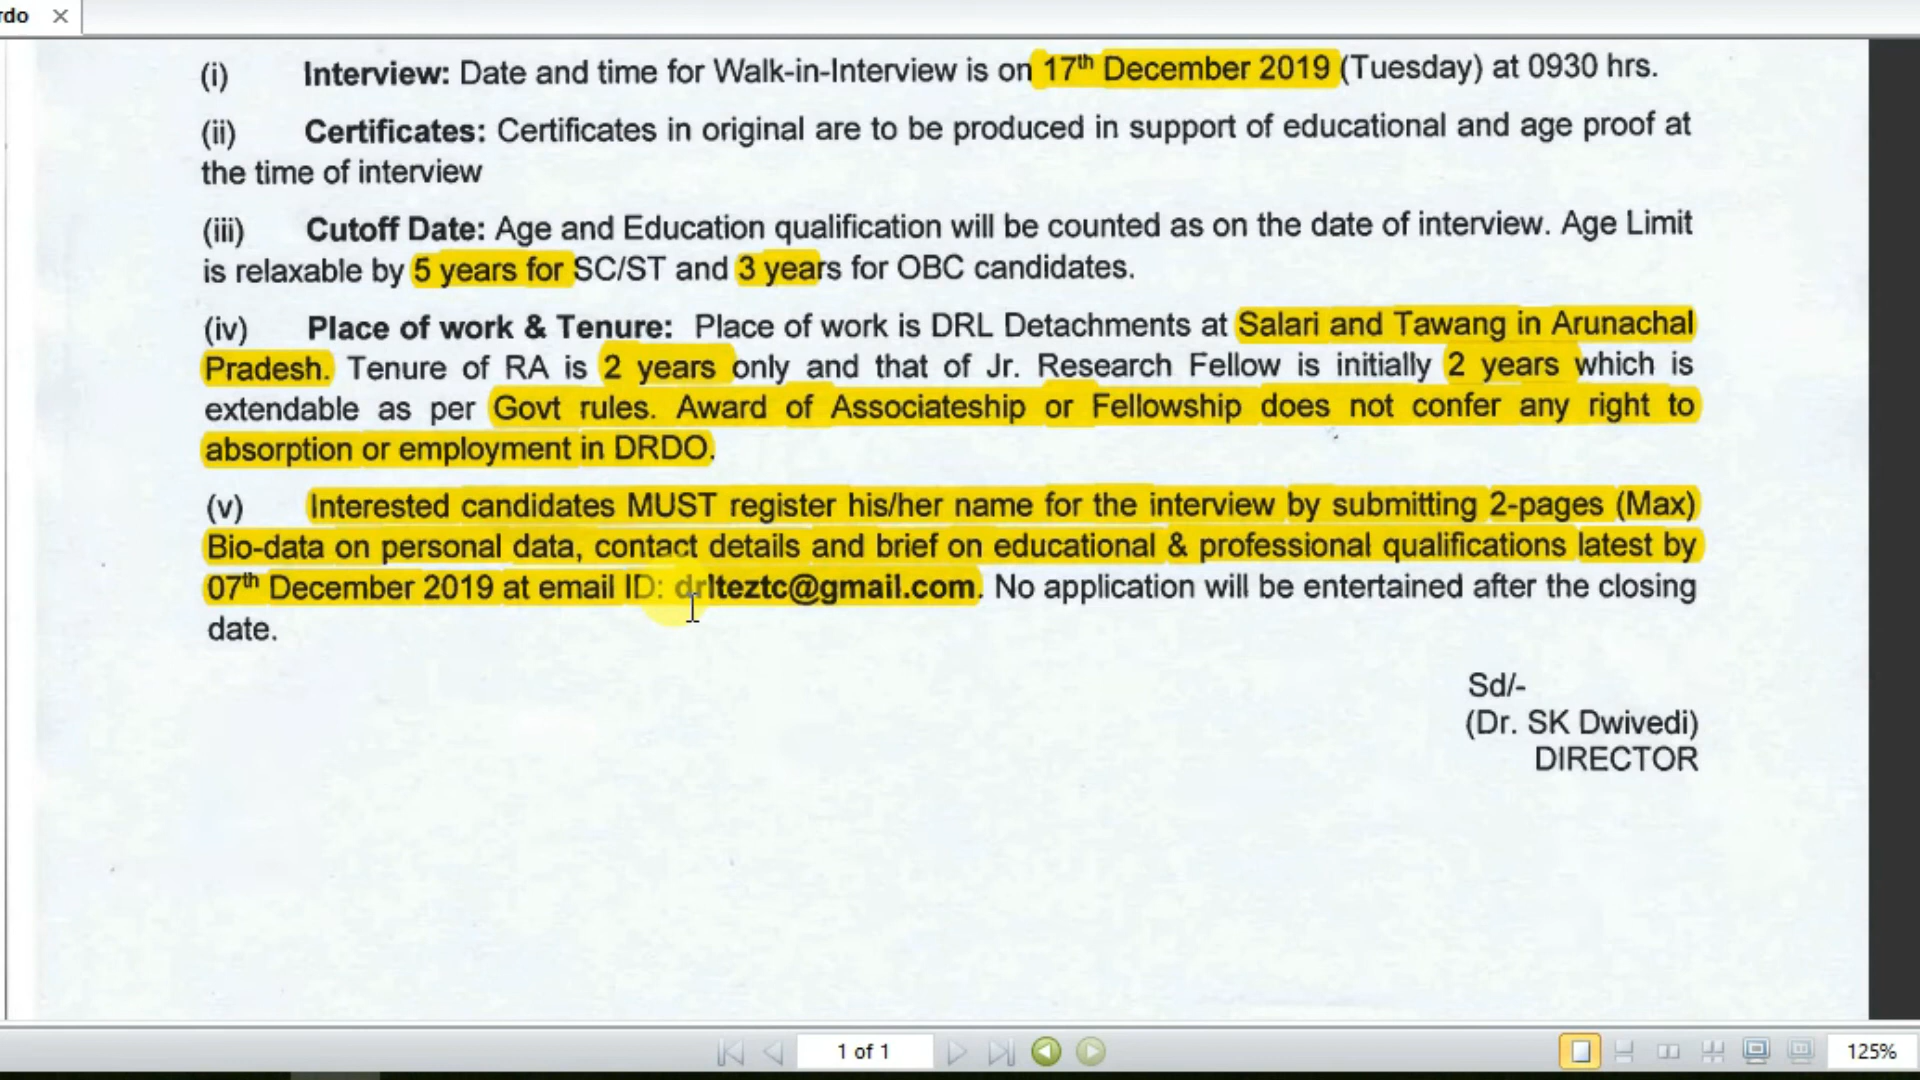 rdo
(i) Interview: Date and time for Walk-in-Interview is on 17th December 2019 (Tuesday) at 0930 hrs.
(ii) Certificates: Certificates in original are to be produced in support of educational and age proof at
the time of interview
(iii) Cutoff Date: Age and Education qualification will be counted as on the date of interview. Age Limit
is relaxable by 5 years for SC/ST and 3 years for OBC candidates.
(iv) Place of work & Tenure: Place of work is DRL Detachments at Salari and Tawang in Arunachal
Pradesh. Tenure of RA is 2 years only and that of Jr. Research Fellow is initially 2 years which is
extendable as per Govt rules. Award of Associateship or Fellowship does not confer any right to
absorption or employment in DRDO.
(v) Interested candidates MUST register his/her name for the interview by submitting 2-pages (Max)
Bio-data on personal data, contact details and brief on educational & professional qualifications latest by
07th December 2019 at email ID: drlteztc@gmail.com. No application will be entertained after the closing
date.
Sd/-
(Dr. SK Dwivedi)
DIRECTOR
1 of 1
125%